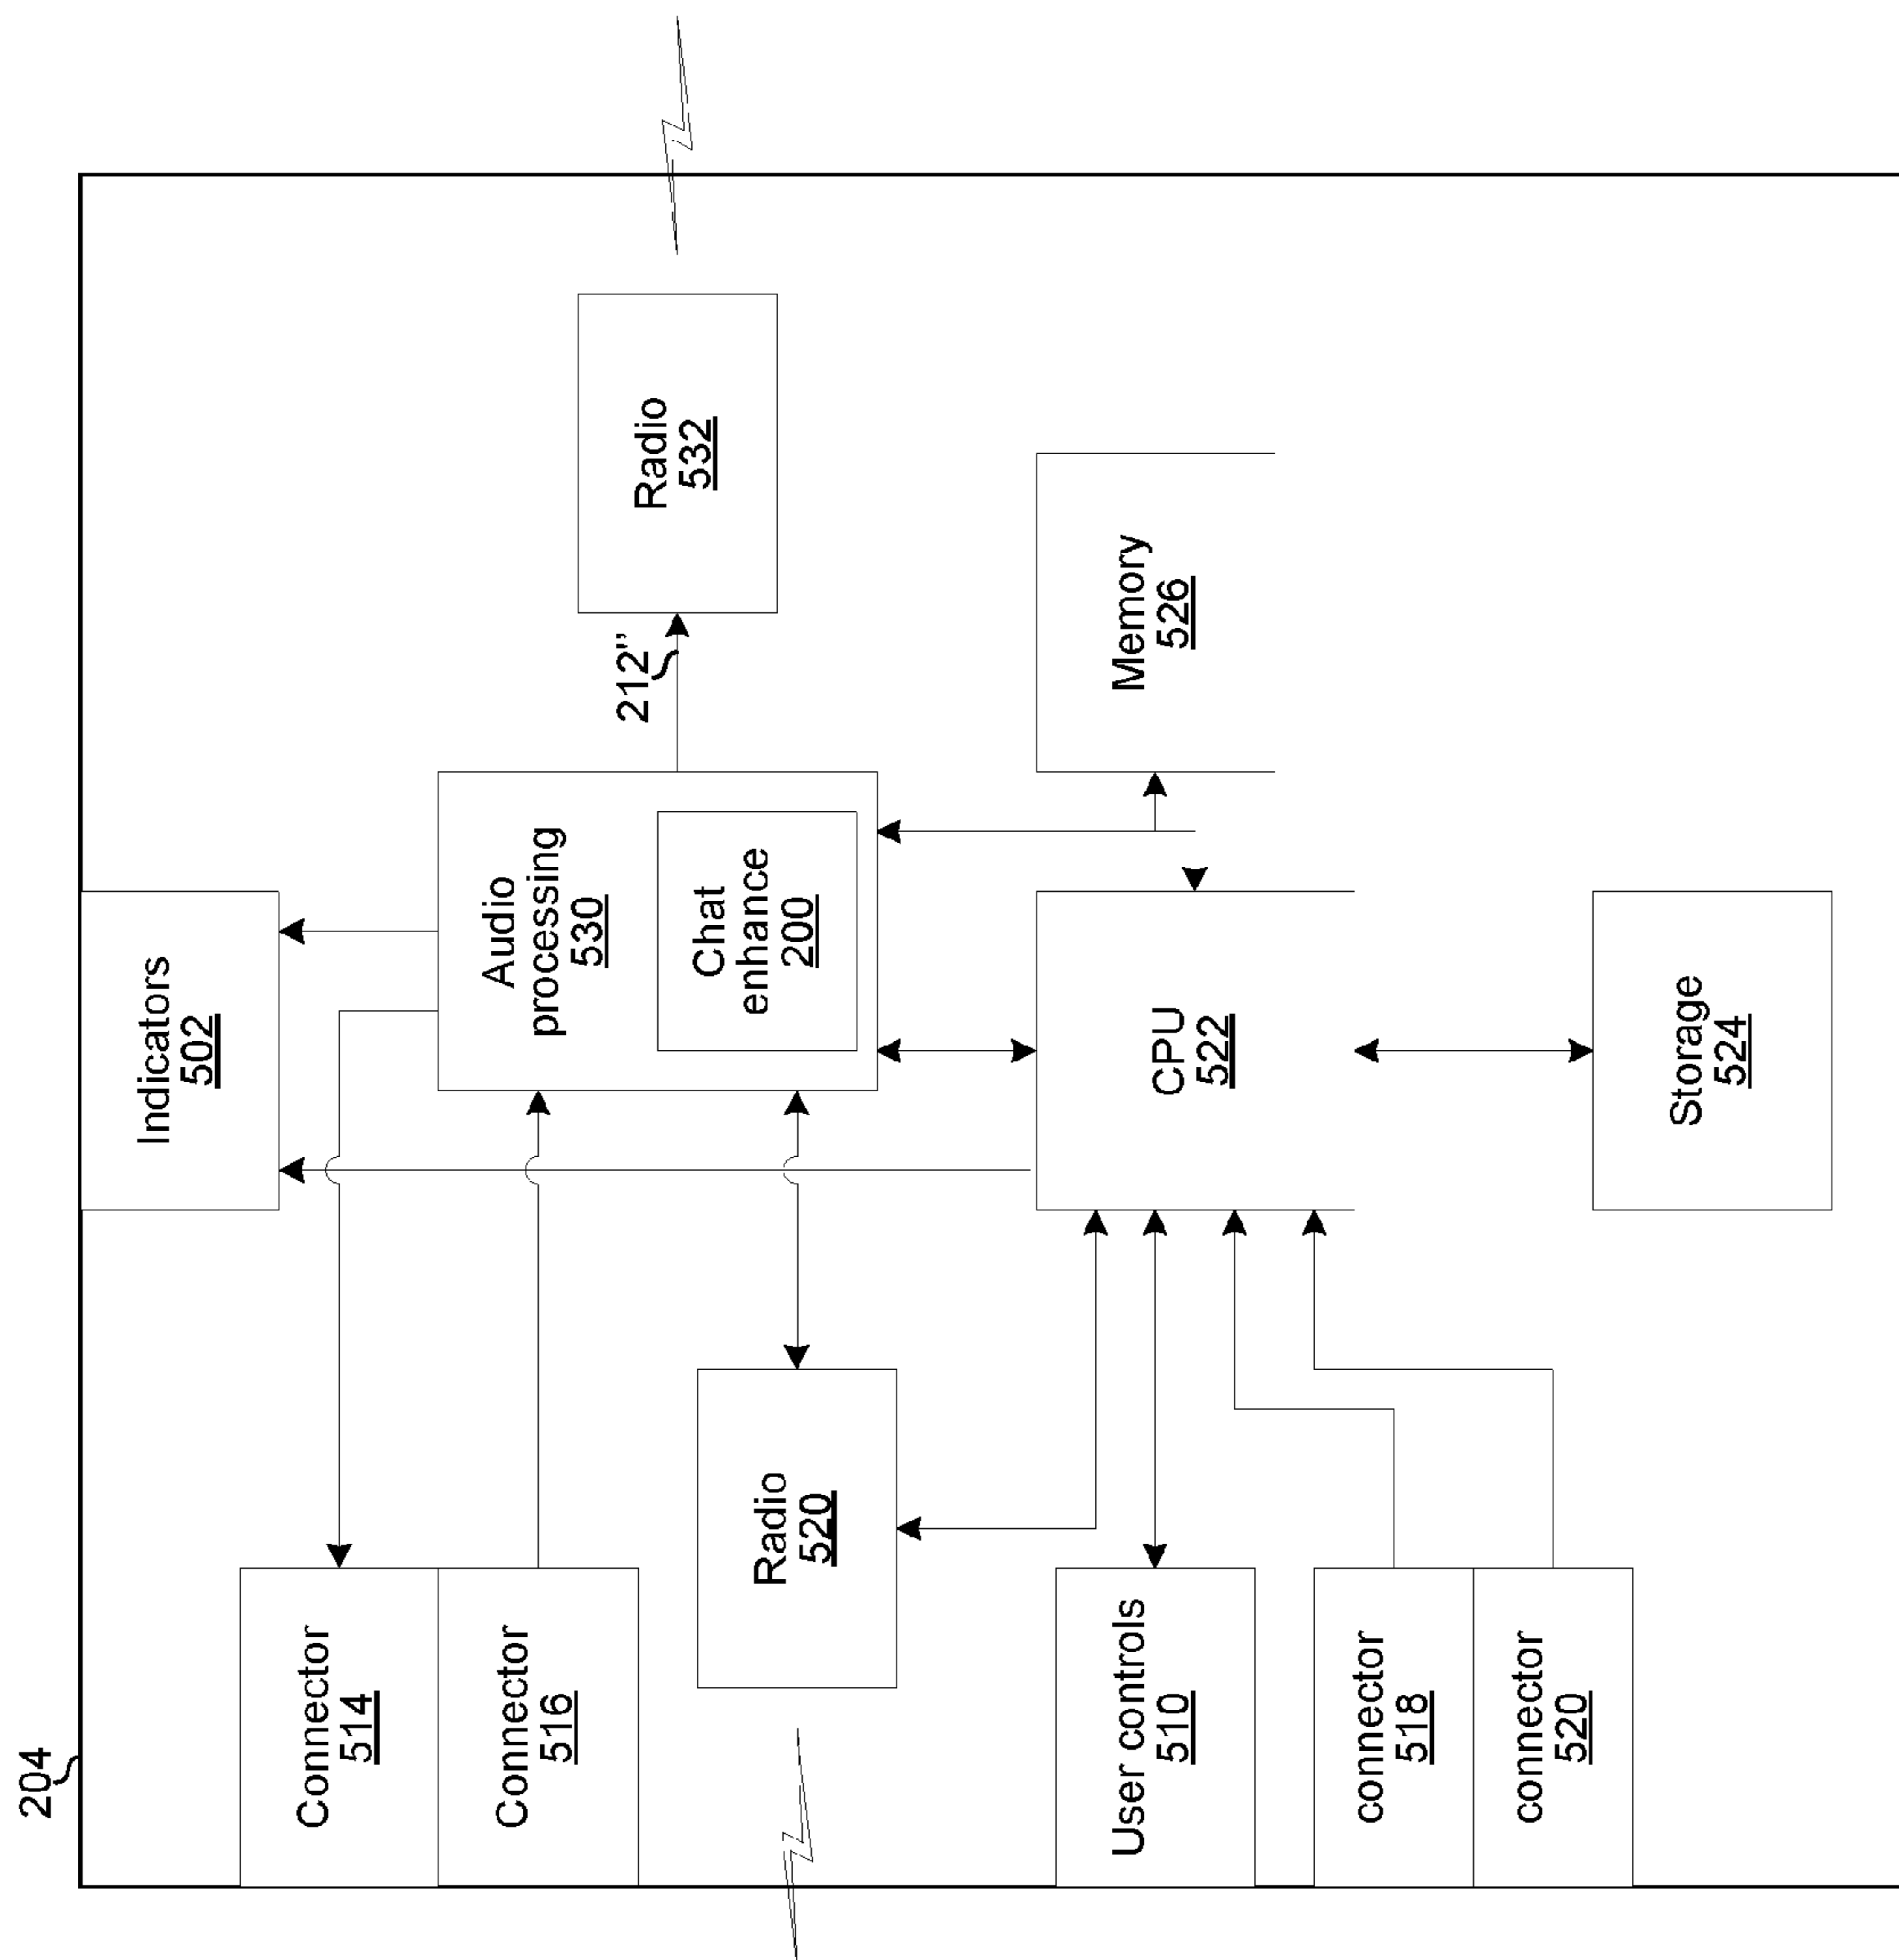 204
Indicators
502
Connector
514
Connector
516
Audio
processing
530
Chat
enhance
200
212"
Radio
532
Radio
520
User controls
510
CPU
522
Memory
526
connector
518
connector
520
Storage
524